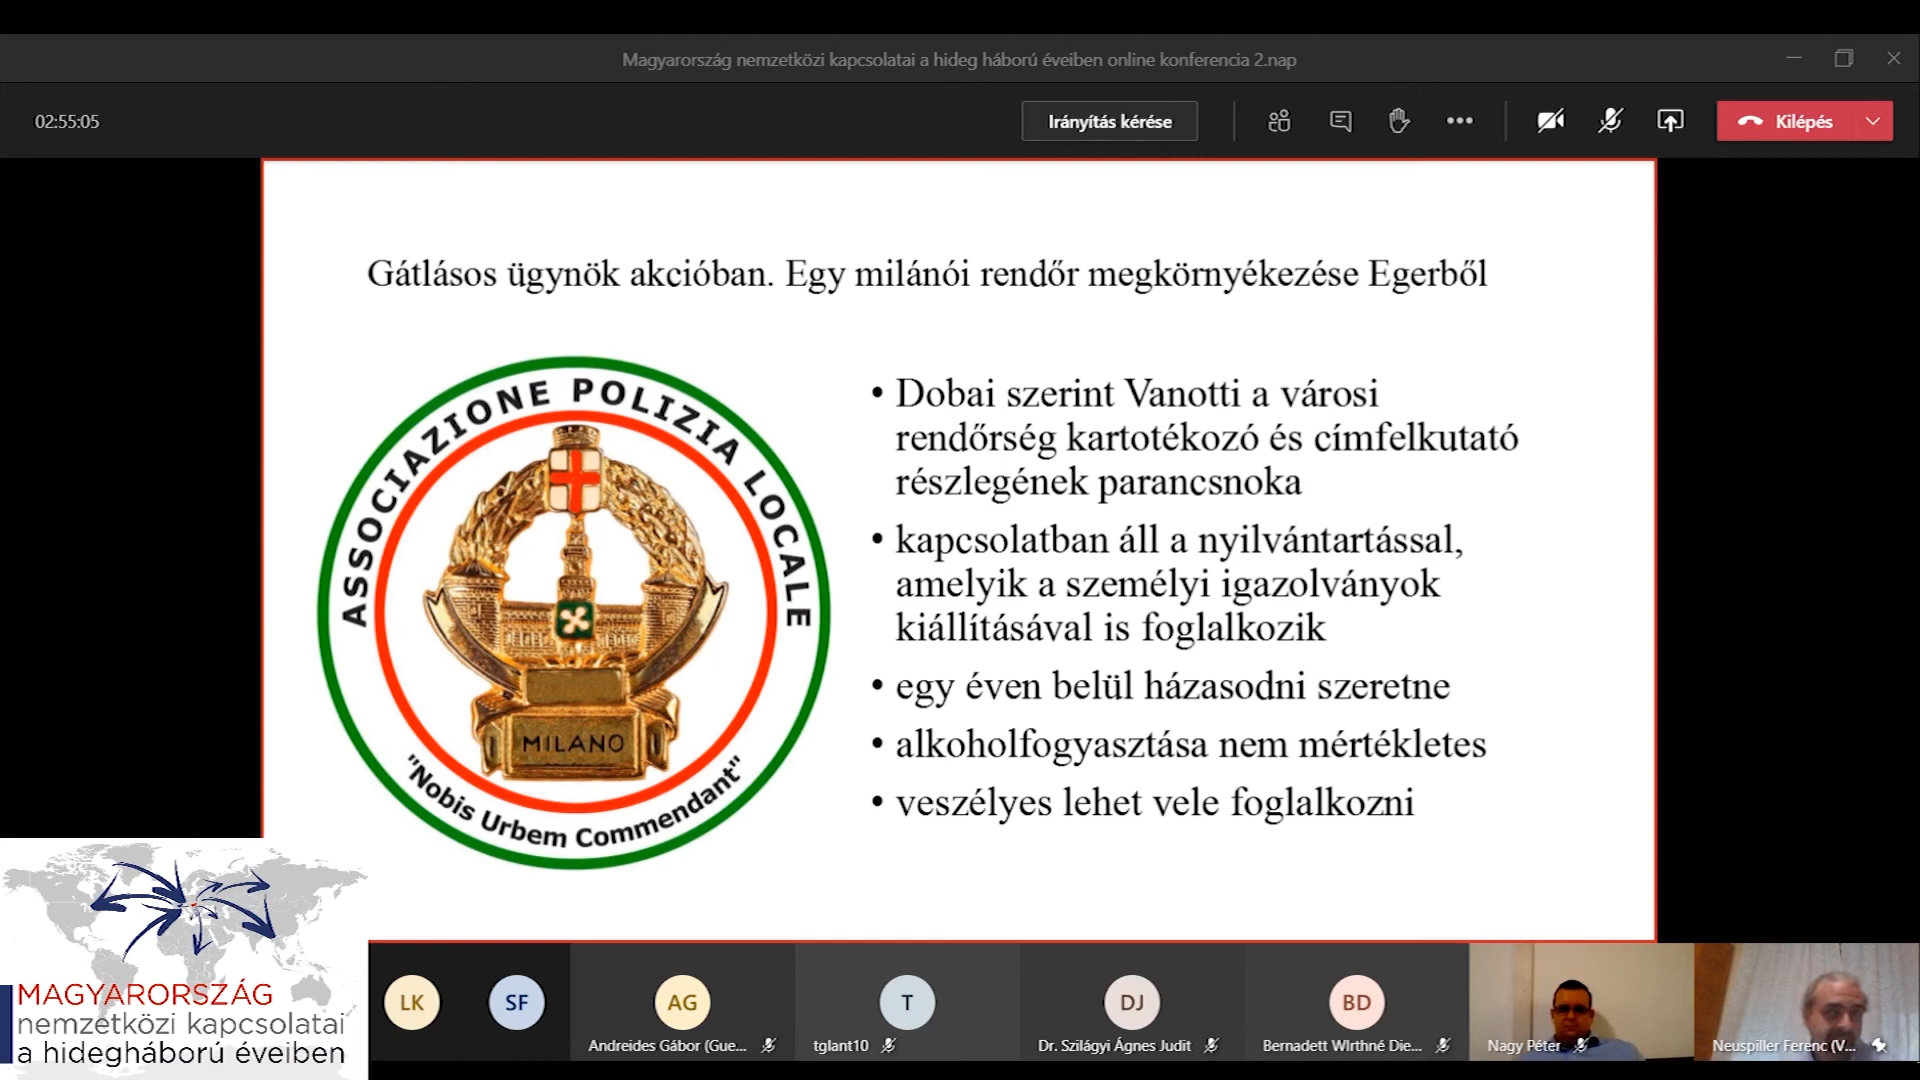 Magyarország nemzetközi kapcsolatai a hideg háború éveiben online konferencia 2.nap
02:55:05
Irányítás kérése
Kilépés
Gátlásos ügynök akcióban. Egy milánói rendőr megkörnyékezése Egerből
ASSOCIAZIONE POLIZIA LOCALE
MILANO
"Nobis Urbem Commendant"
• Dobai szerint Vanotti a városi
rendőrség kartotékozó és címfelkutató
részlegének parancsnoka
• kapcsolatban áll a nyilvántartással,
amelyik a személyi igazolványok
kiállításával is foglalkozik
• egy éven belül házasodni szeretne
• alkoholfogyasztása nem mértékletes
• veszélyes lehet vele foglalkozni
MAGYARORSZÁG
nemzetközi kapcsolatai
a hidegháború éveiben
LK
SF
AG
Andreides Gábor (Gue...
T
tglant10
DJ
Dr. Szilágyi Ágnes Judit
BD
Bernadett WIrthné Die...
Nagy Péter
Neuspiller Ferenc (V...